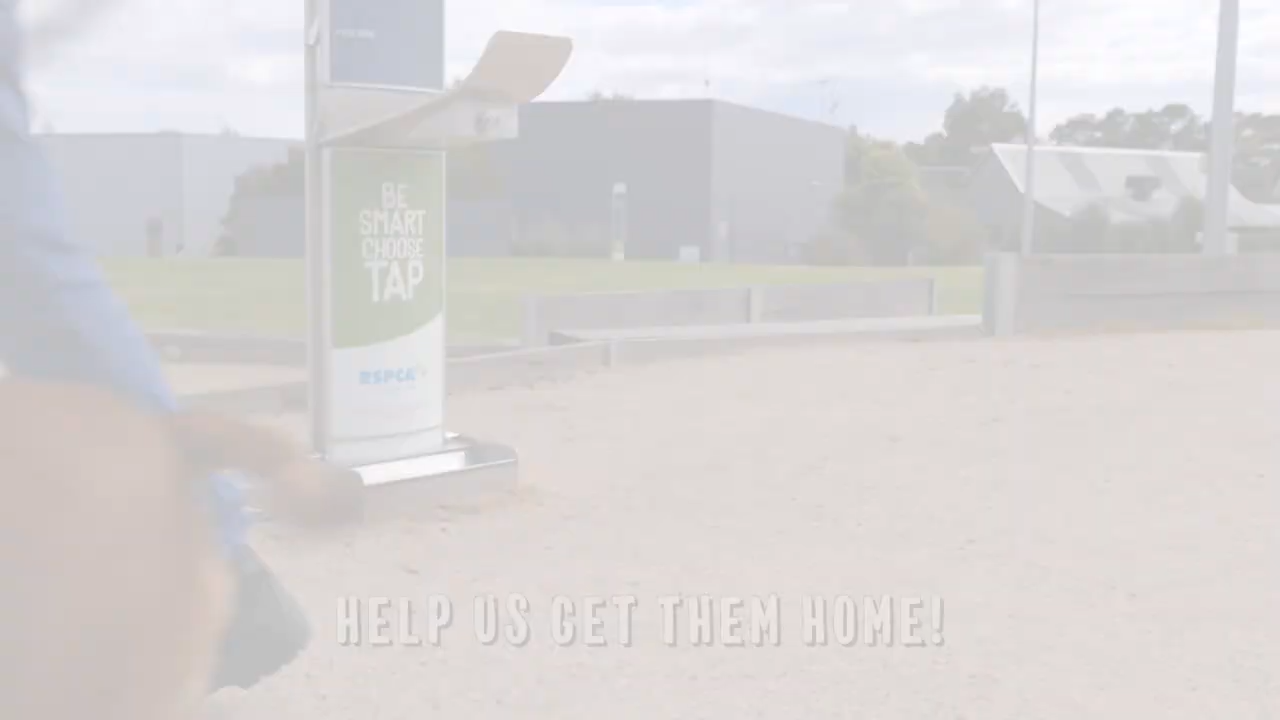 BE
SMART
CHOOSE
TAP
RSPCA
HELP US GET THEM HOME!